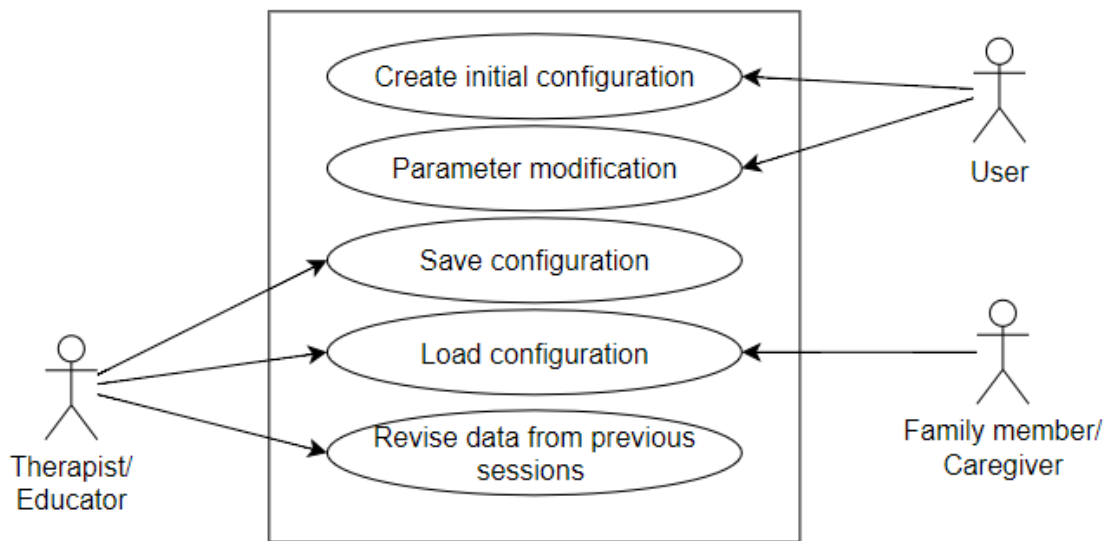 Create initial configuration
Parameter modification
User
Save configuration
Load configuration
Revise data from previous
sessions
Therapist/
Educator
Family member/
Caregiver